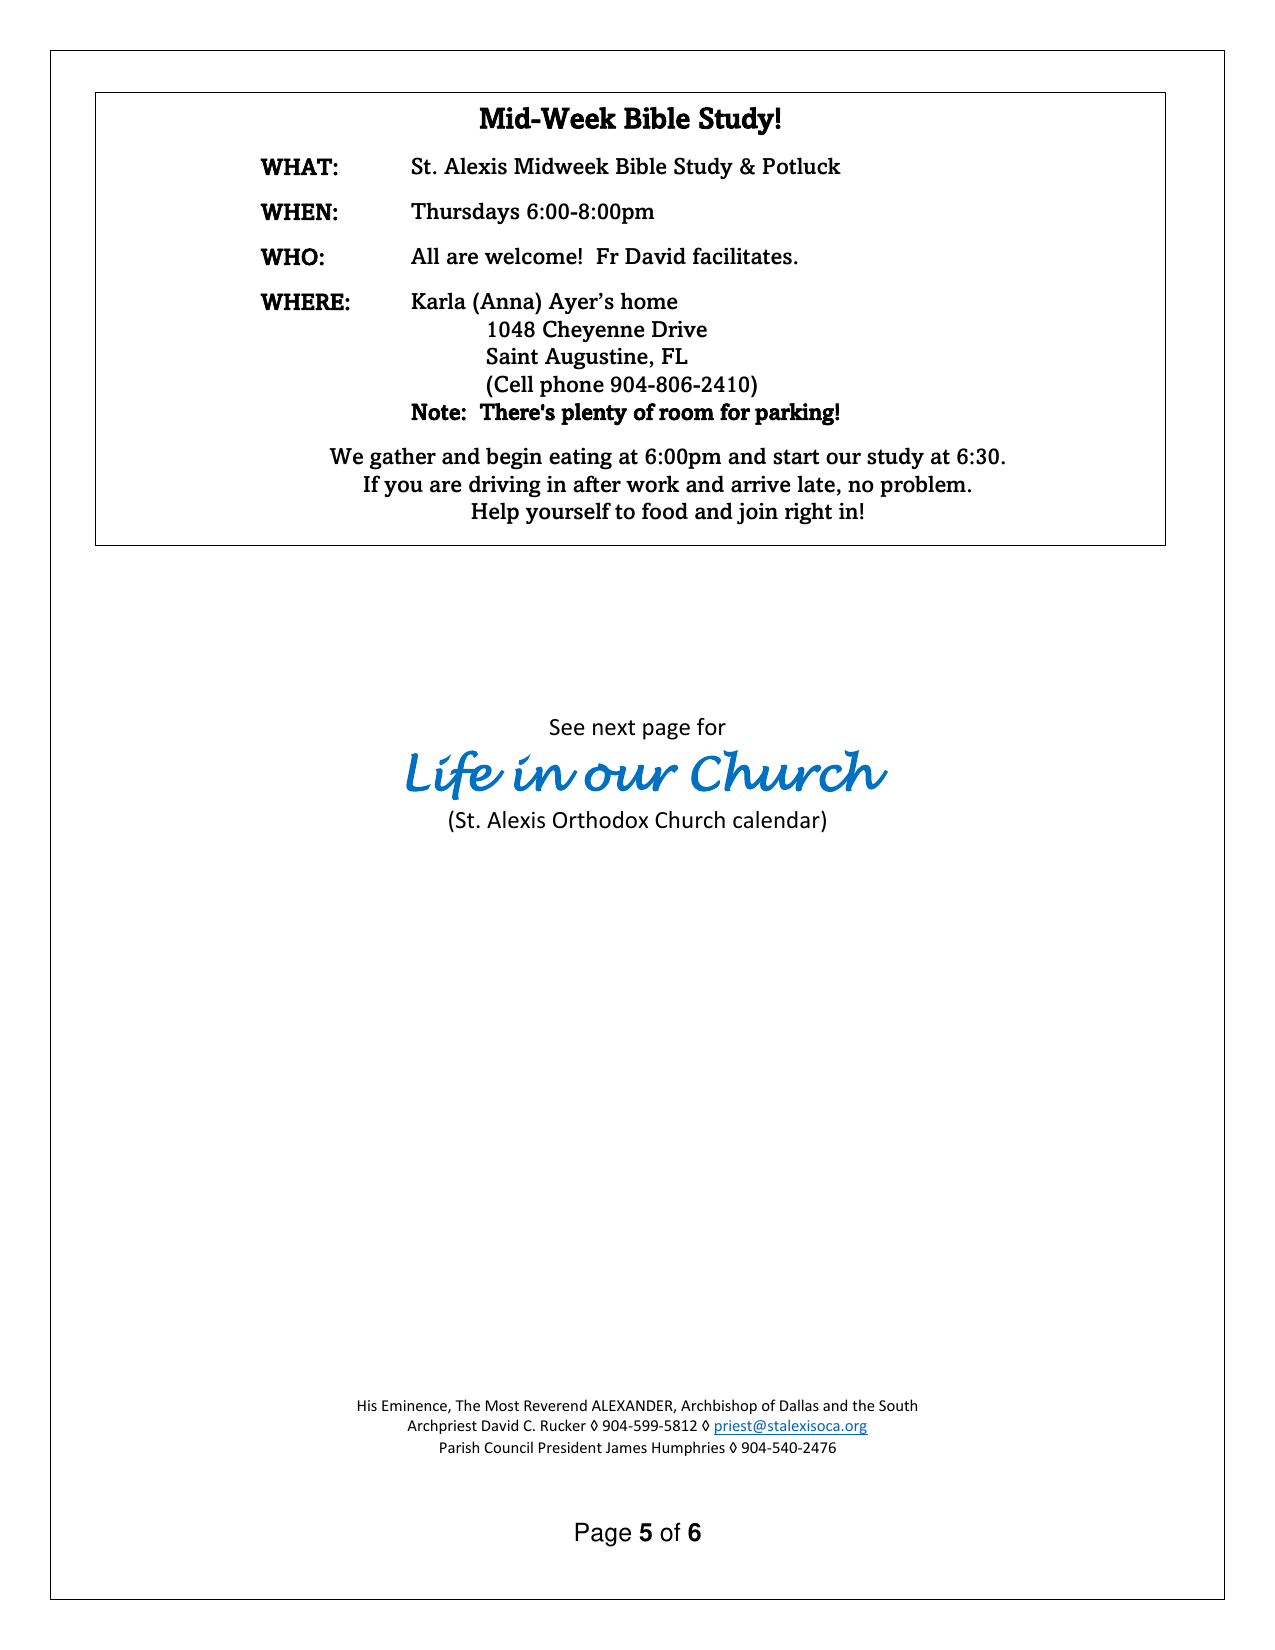 Mid-Week Bible Study!
WHAT: St. Alexis Midweek Bible Study & Potluck
WHEN: Thursdays 6:00-8:00pm
WHO: All are welcome!  Fr David facilitates.
WHERE: Karla (Anna) Ayer’s home
1048 Cheyenne Drive
Saint Augustine, FL
(Cell phone 904-806-2410)
Note:  There's plenty of room for parking!
We gather and begin eating at 6:00pm and start our study at 6:30.
If you are driving in after work and arrive late, no problem.
Help yourself to food and join right in!
See next page for
Life in our Church
(St. Alexis Orthodox Church calendar)
His Eminence, The Most Reverend ALEXANDER, Archbishop of Dallas and the South
Archpriest David C. Rucker ◊ 904-599-5812 ◊ priest@stalexisoca.org
Parish Council President James Humphries ◊ 904-540-2476
Page 5 of 6